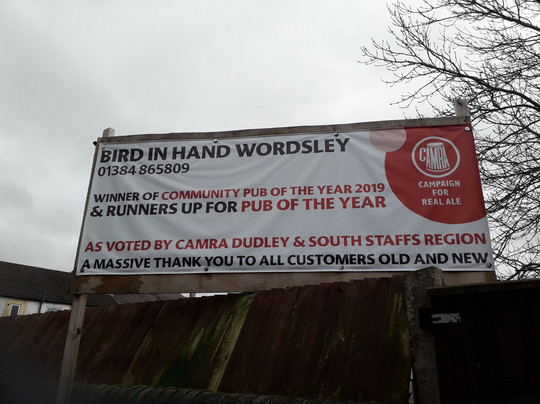 BIRD IN HAND WORDSLEY
01384 865809
WINNER OF COMMUNITY PUB OF THE YEAR 2019
& RUNNERS UP FOR PUB OF THE YEAR
AS VOTED BY CAMRA DUDLEY & SOUTH STAFFS REGION
A MASSIVE THANK YOU TO ALL CUSTOMERS OLD AND NEW
CAMRA
CAMPAIGN
FOR
REAL ALE